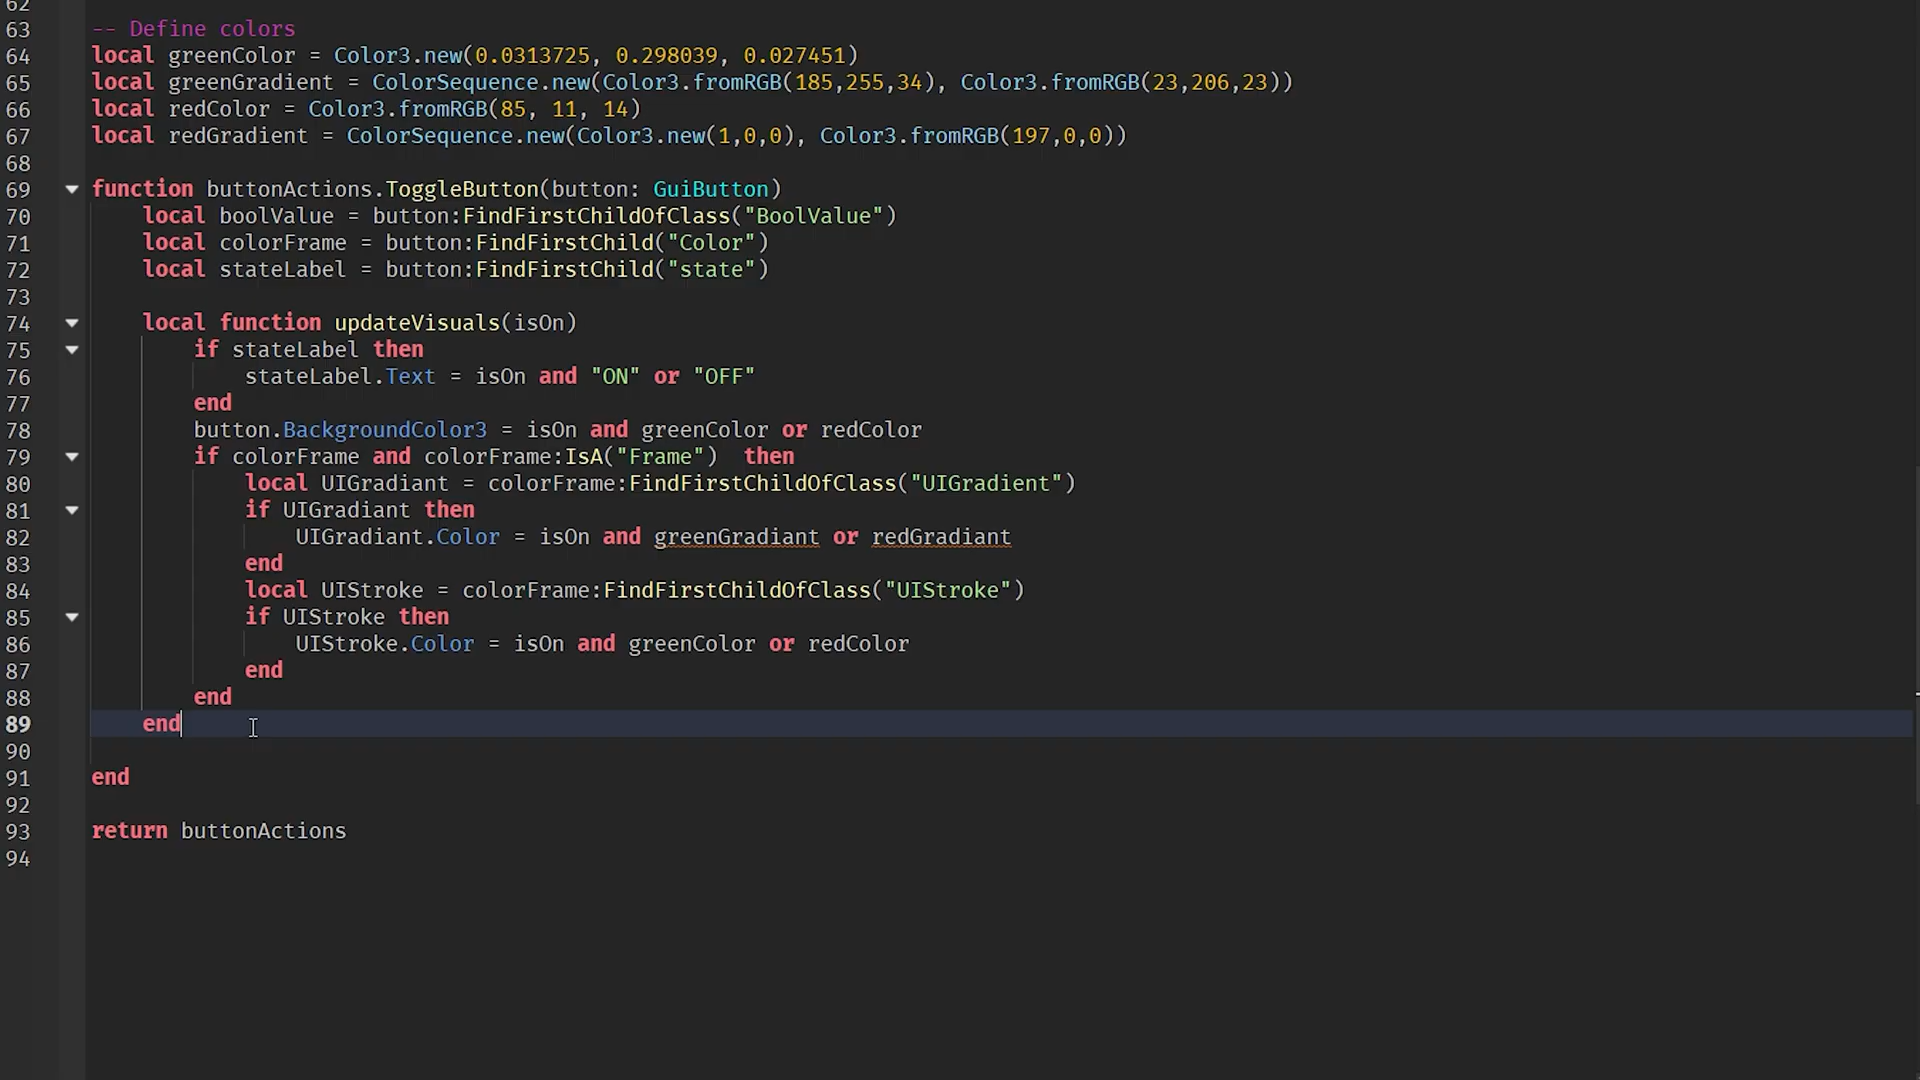 62
63 -- Define colors
64 local greenColor = Color3.new(0.0313725, 0.298039, 0.027451)
65 local greenGradient = ColorSequence.new(Color3.fromRGB(185,255,34), Color3.fromRGB(23,206,23))
66 local redColor = Color3.fromRGB(85, 11, 14)
67 local redGradient = ColorSequence.new(Color3.new(1,0,0), Color3.fromRGB(197,0,0))
68
69 function buttonActions.ToggleButton(button: GuiButton)
70 local boolValue = button:FindFirstChildOfClass("BoolValue")
71 local colorFrame = button:FindFirstChild("Color")
72 local stateLabel = button:FindFirstChild("state")
73
74 local function updateVisuals(isOn)
75 if stateLabel then
76 stateLabel.Text = isOn and "ON" or "OFF"
77 end
78 button.BackgroundColor3 = isOn and greenColor or redColor
79 if colorFrame and colorFrame:IsA("Frame")  then
80 local UIGradiant = colorFrame:FindFirstChildOfClass("UIGradient")
81 if UIGradiant then
82 UIGradiant.Color = isOn and greenGradiant or redGradiant
83 end
84 local UIStroke = colorFrame:FindFirstChildOfClass("UIStroke")
85 if UIStroke then
86 UIStroke.Color = isOn and greenColor or redColor
87 end
88 end
89 end
90
91 end
92
93 return buttonActions
94